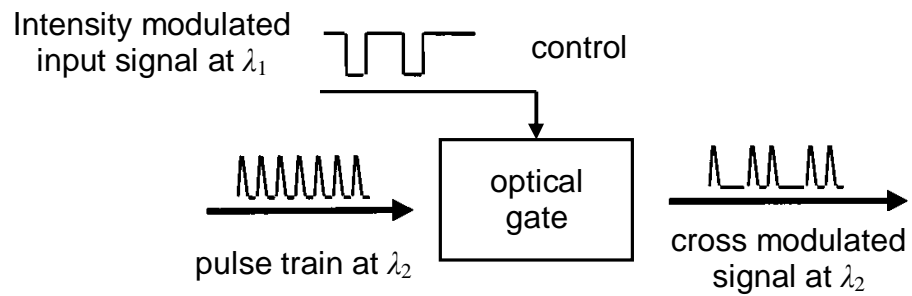 Intensity modulated
input signal at λ₁
control
optical
gate
pulse train at λ₂
cross modulated
signal at λ₂